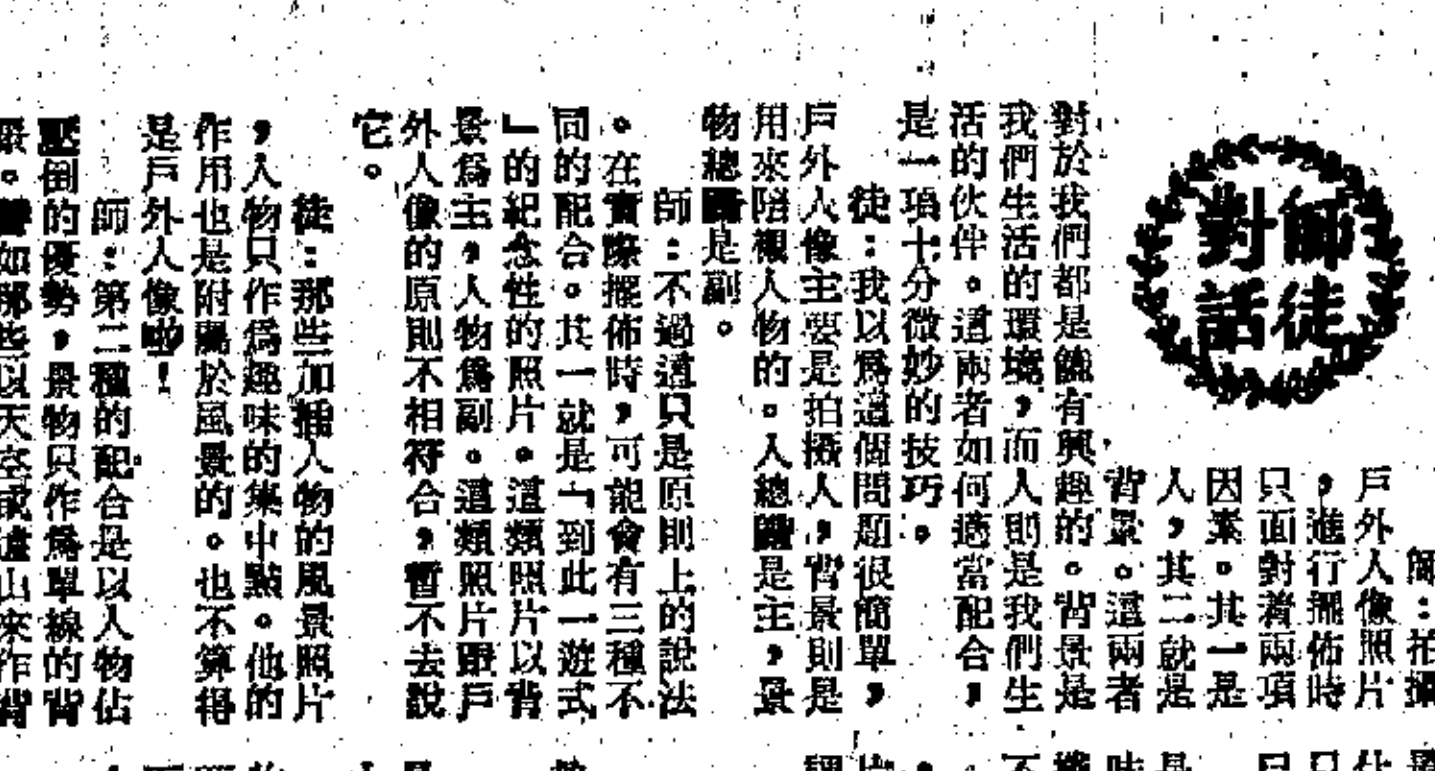 師徒
對話
師：拍攝
戶外人像照片
，進行擺佈時
只面對着兩項
因素。其一是
人，其二就是
背景。這兩者
對於我們都是饒有興趣的。背景是
我們生活的環境，而人則是我們生
活的伙伴。這兩者如何適當配合，
是一項十分微妙的技巧。
徒：我以爲這個問題很簡單，
戶外人像主要是拍攝人，背景則是
用來陪襯人物的。人總是主，景
物總是副。
師：不過這只是原則上的說法
。在實際擺佈時，可能會有三種不
同的配合。其一就是「到此一遊式
」的紀念性的照片。這類照片以背
景爲主，人物爲副。這類照片跟戶
外人像的原則不相符合，暫不去說
它。
徒：那些加插人物的風景照片
，人物只作爲趣味的集中點。他的
作用也是附屬於風景的。也不算得
是戶外人像啦！
師：第二種的配合是以人物佔
壓倒的優勢，景物只作爲單線的背
景。譬如那些以天空或遠山來作背